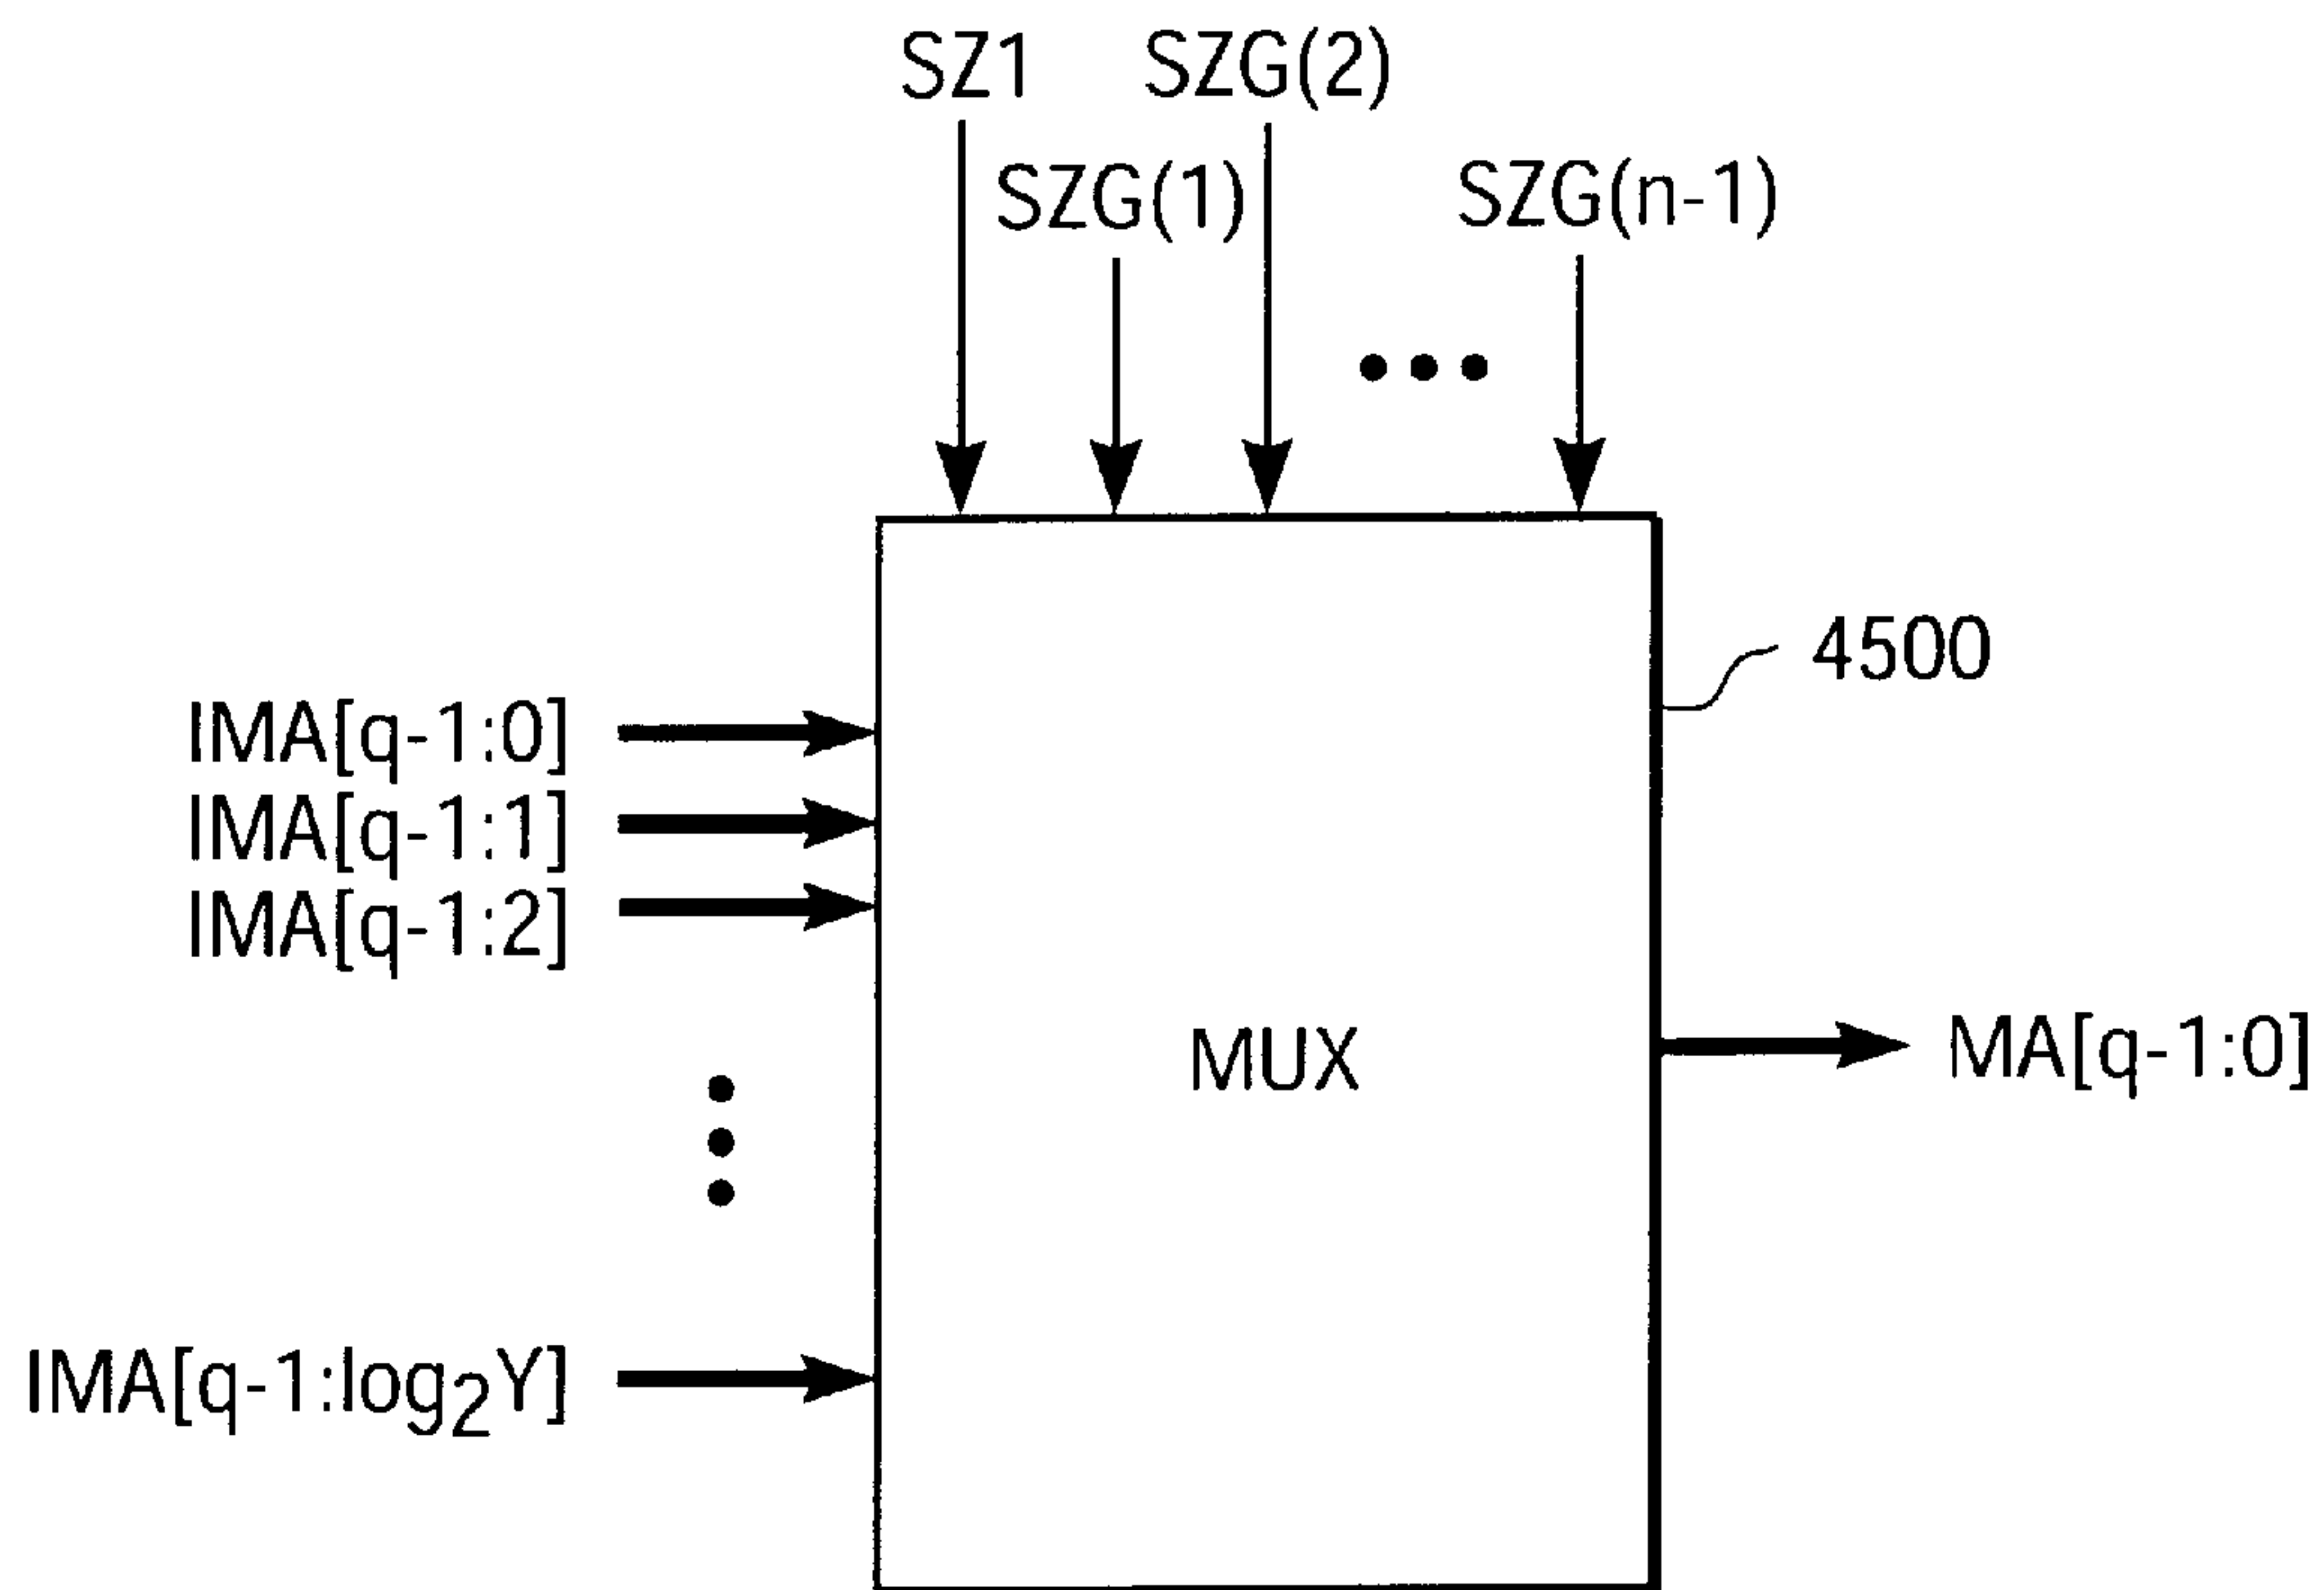 SZ1 SZG(2)
SZG(1) SZG(n-1)
4500
IMA[q-1:0]
IMA[q-1:1]
IMA[q-1:2]
MUX
MA[q-1:0]
IMA[q-1:log2Y]